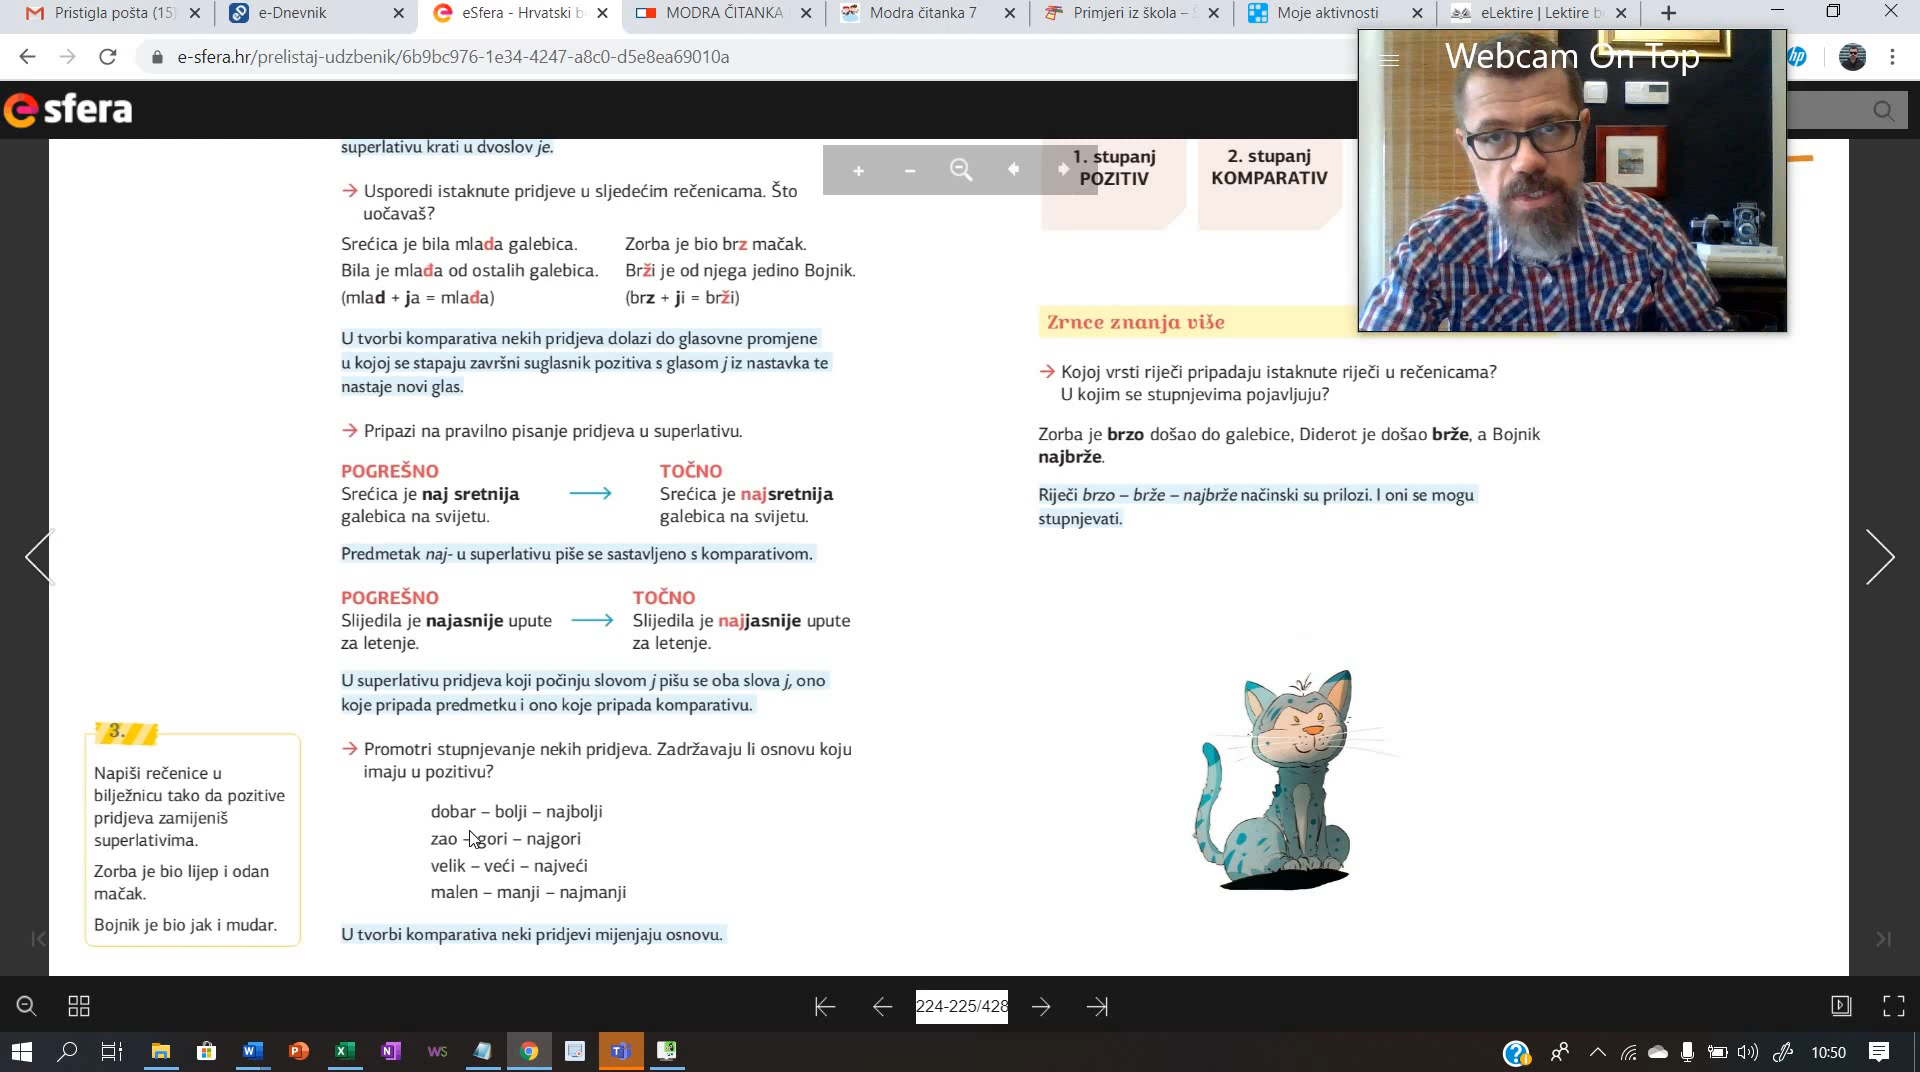 Pristigla pošta (15
e-Dnevnik
eSfera - Hrvatski b
MODRA ČITANKA
Modra čitanka 7
Primjeri iz škola –
Moje aktivnosti
eLektire | Lektire b
e-sfera.hr/prelistaj-udzbenik/6b9bc976-1e34-4247-a8c0-d5e8ea69010a
Webcam On Top
hp
e sfera
superlativu krati u dvoslov je.
→ Usporedi istaknute pridjeve u sljedećim rečenicama. Što
uočavaš?
Srećica je bila mlada galebica.
Bila je mlađa od ostalih galebica.
(mlad + ja = mlađa)
Zorba je bio brz mačak.
Brži je od njega jedino Bojnik.
(brz + ji = brži)
U tvorbi komparativa nekih pridjeva dolazi do glasovne promjene
u kojoj se stapaju završni suglasnik pozitiva s glasom j iz nastavka te
nastaje novi glas.
→ Pripazi na pravilno pisanje pridjeva u superlativu.
POGREŠNO
Srećica je naj sretnija
galebica na svijetu.
TOČNO
Srećica je najsretnija
galebica na svijetu.
Predmetak naj- u superlativu piše se sastavljeno s komparativom.
POGREŠNO
Slijedila je najasnije upute
za letenje.
TOČNO
Slijedila je najjasnije upute
za letenje.
U superlativu pridjeva koji počinju slovom j pišu se oba slova j, ono
koje pripada predmetku i ono koje pripada komparativu.
→ Promotri stupnjevanje nekih pridjeva. Zadržavaju li osnovu koju
imaju u pozitivu?
dobar – bolji – najbolji
zao – gori – najgori
velik – veći – najveći
malen – manji – najmanji
U tvorbi komparativa neki pridjevi mijenjaju osnovu.
3.
Napiši rečenice u
bilježnicu tako da pozitive
pridjeva zamijeniš
superlativima.
Zorba je bio lijep i odan
mačak.
Bojnik je bio jak i mudar.
1. stupanj
POZITIV
2. stupanj
KOMPARATIV
Zrnce znanja više
→ Kojoj vrsti riječi pripadaju istaknute riječi u rečenicama?
U kojim se stupnjevima pojavljuju?
Zorba je brzo došao do galebice, Diderot je došao brže, a Bojnik
najbrže.
Riječi brzo – brže – najbrže načinski su prilozi. I oni se mogu
stupnjevati.
224-225/428
WS
10:50